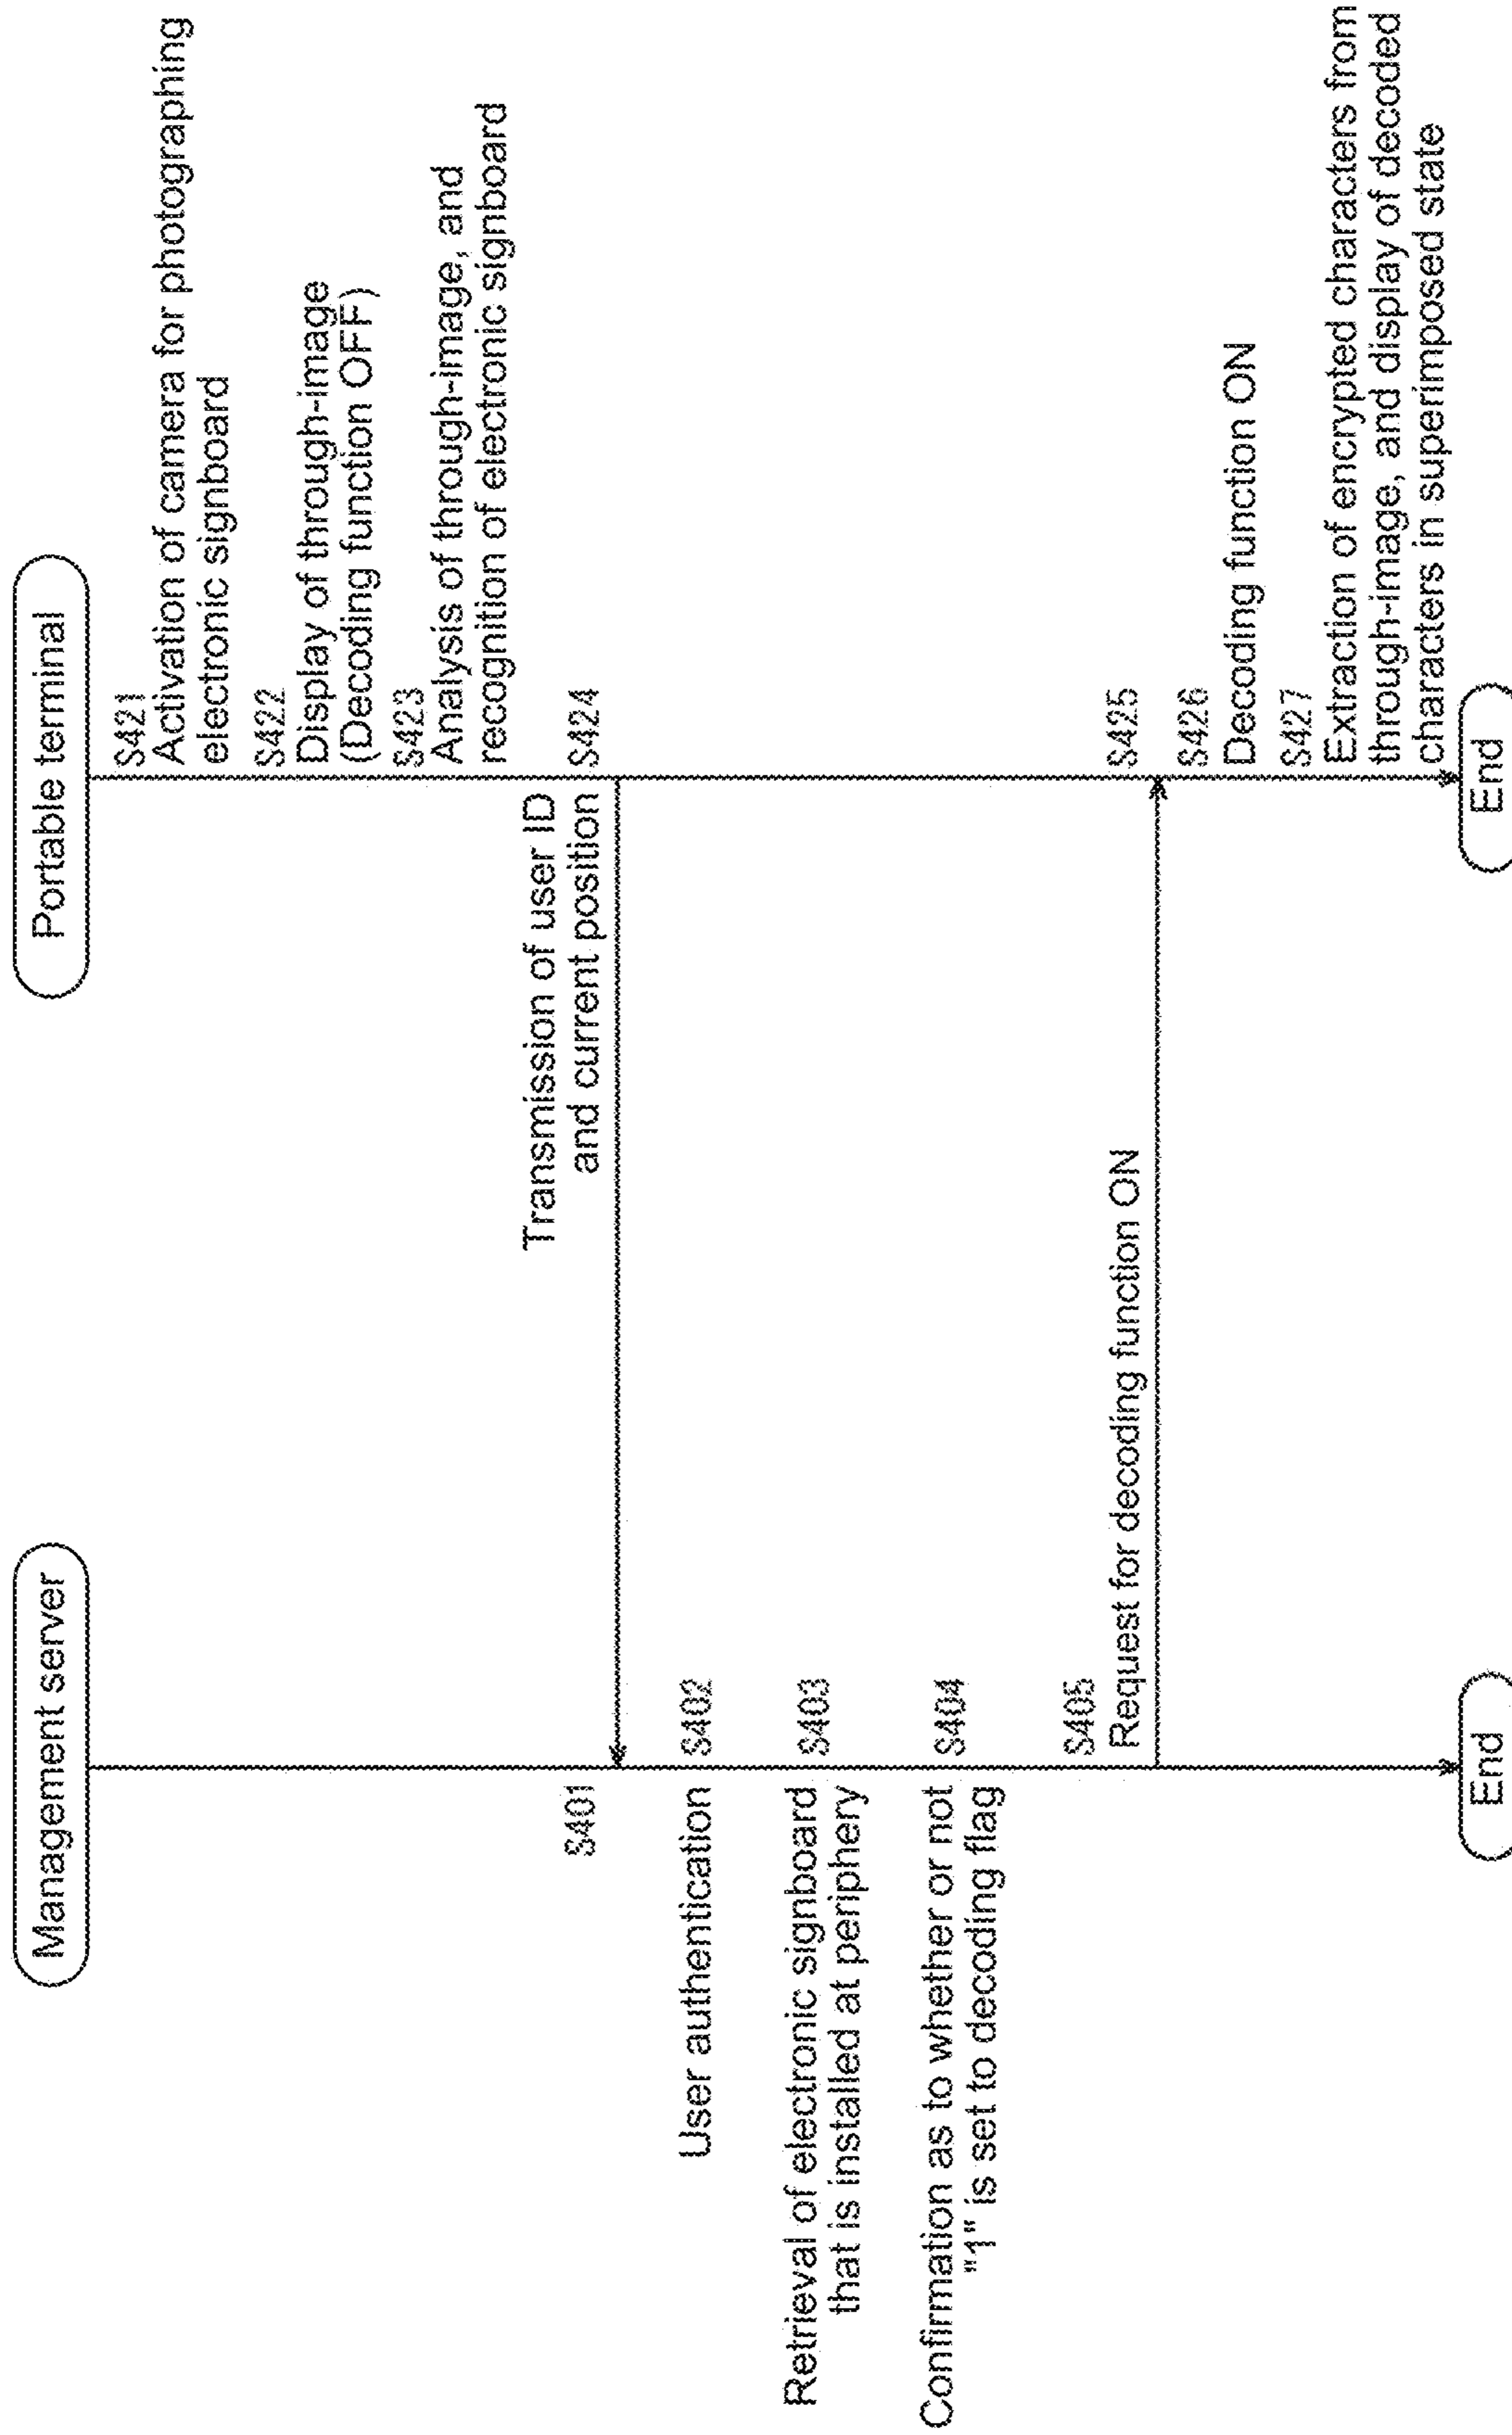 Management server
Portable terminal
S421
Activation of camera for photographing
electronic signboard
S422
Display of through-image
(Decoding function OFF)
S423
Analysis of through-image, and
recognition of electronic signboard
Transmission of user ID
and current position
S424
S401
User authentication
S402
Retrieval of electronic signboard
that is installed at periphery
S403
Confirmation as to whether or not
"1" is set to decoding flag
S404
S405
Request for decoding function ON
S425
S426
Decoding function ON
S427
Extraction of encrypted characters from
through-image, and display of decoded
characters in superimposed state
End
End